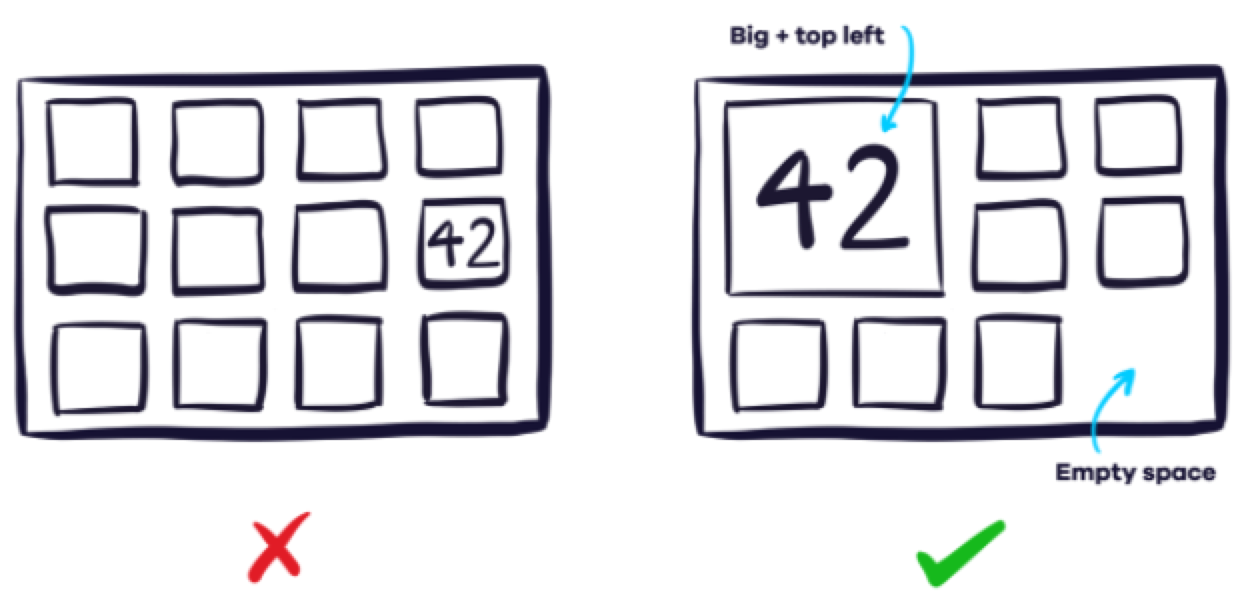 Big + top left
42
42
Empty space